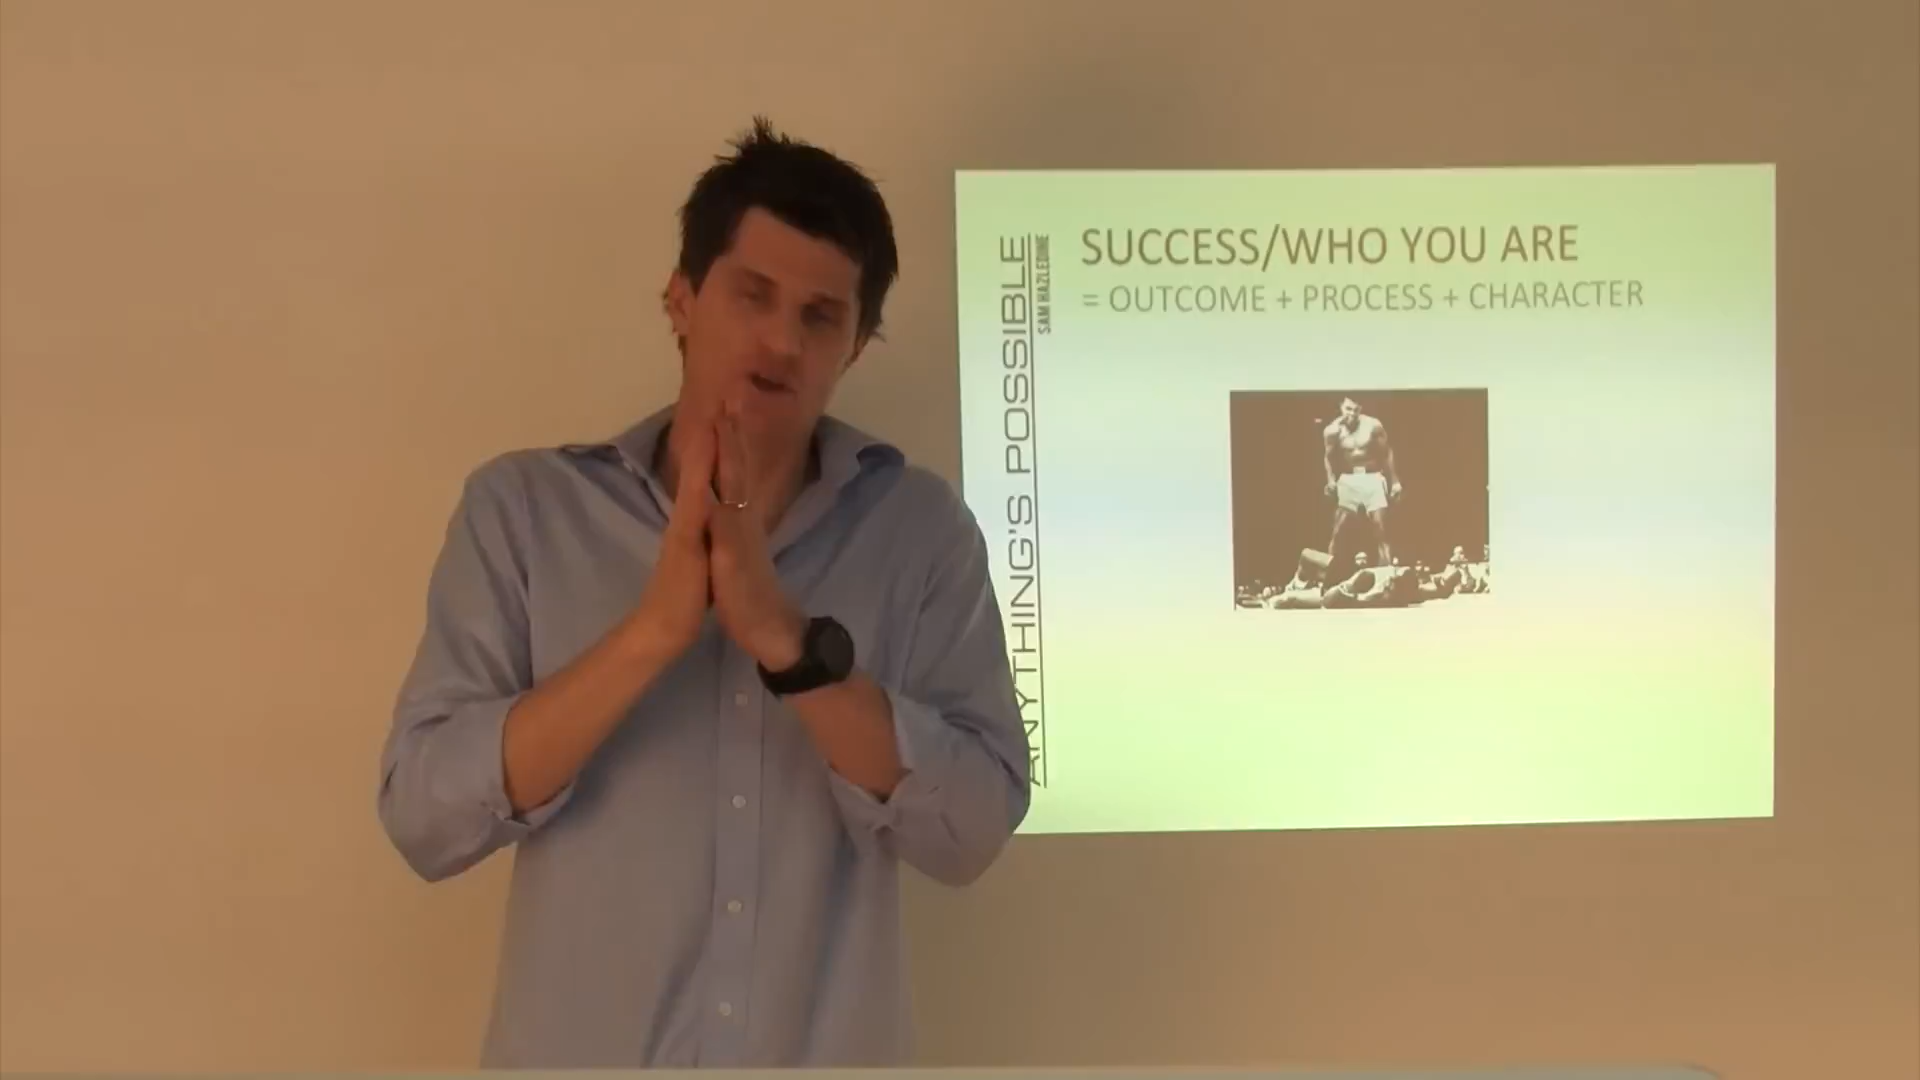 SUCCESS/WHO YOU ARE
= OUTCOME + PROCESS + CHARACTER
ANYTHING'S POSSIBLE
SAM HAZLEDINE